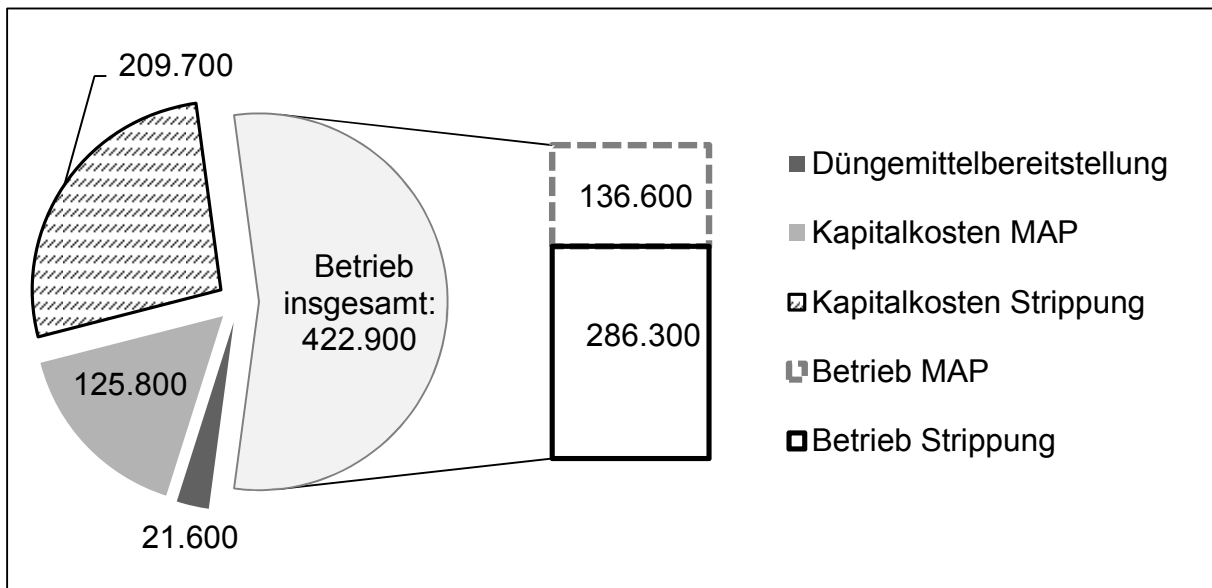 209.700
Betrieb
insgesamt:
422.900
125.800
21.600
136.600
286.300
Düngemittelbereitstellung
Kapitalkosten MAP
Kapitalkosten Strippung
Betrieb MAP
Betrieb Strippung